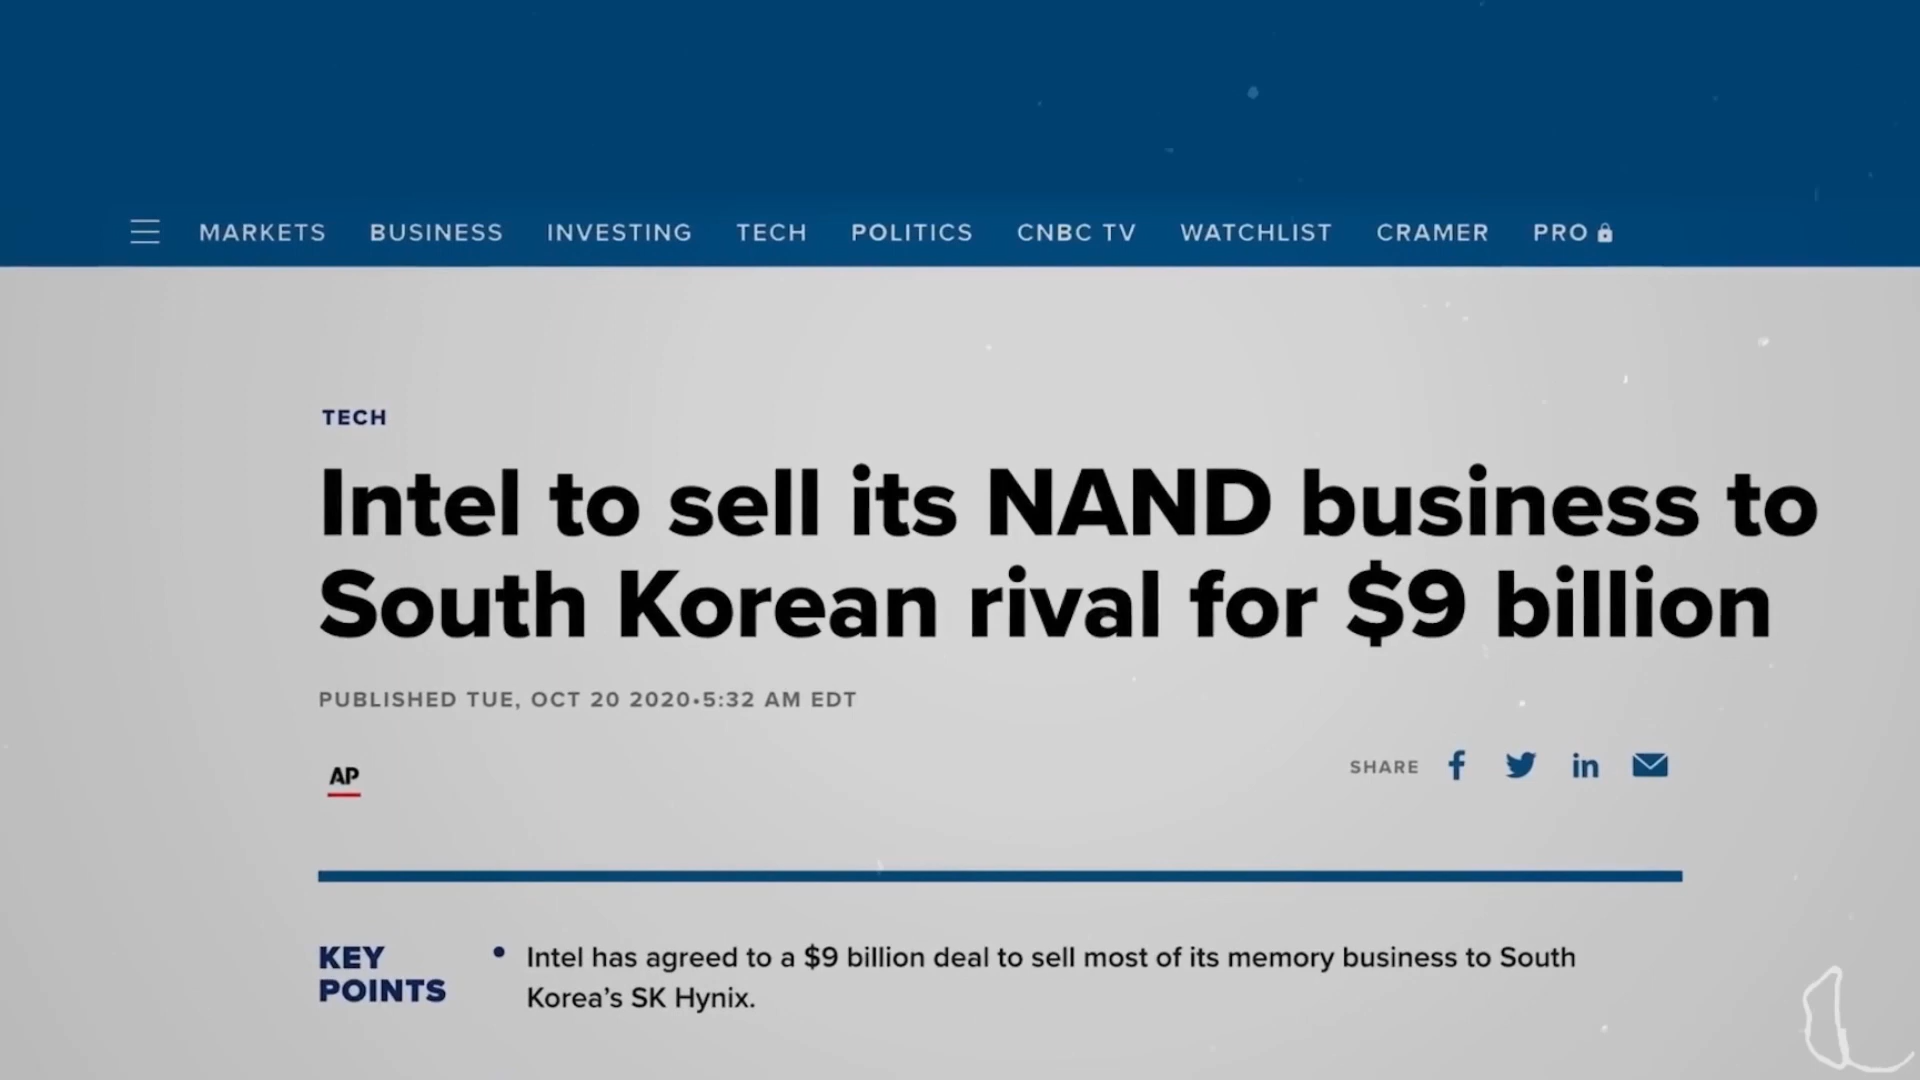 MARKETS BUSINESS INVESTING TECH POLITICS CNBC TV WATCHLIST CRAMER PRO
TECH
Intel to sell its NAND business to
South Korean rival for $9 billion
PUBLISHED TUE, OCT 20 2020•5:32 AM EDT
AP
SHARE
KEY POINTS
• Intel has agreed to a $9 billion deal to sell most of its memory business to South
Korea’s SK Hynix.